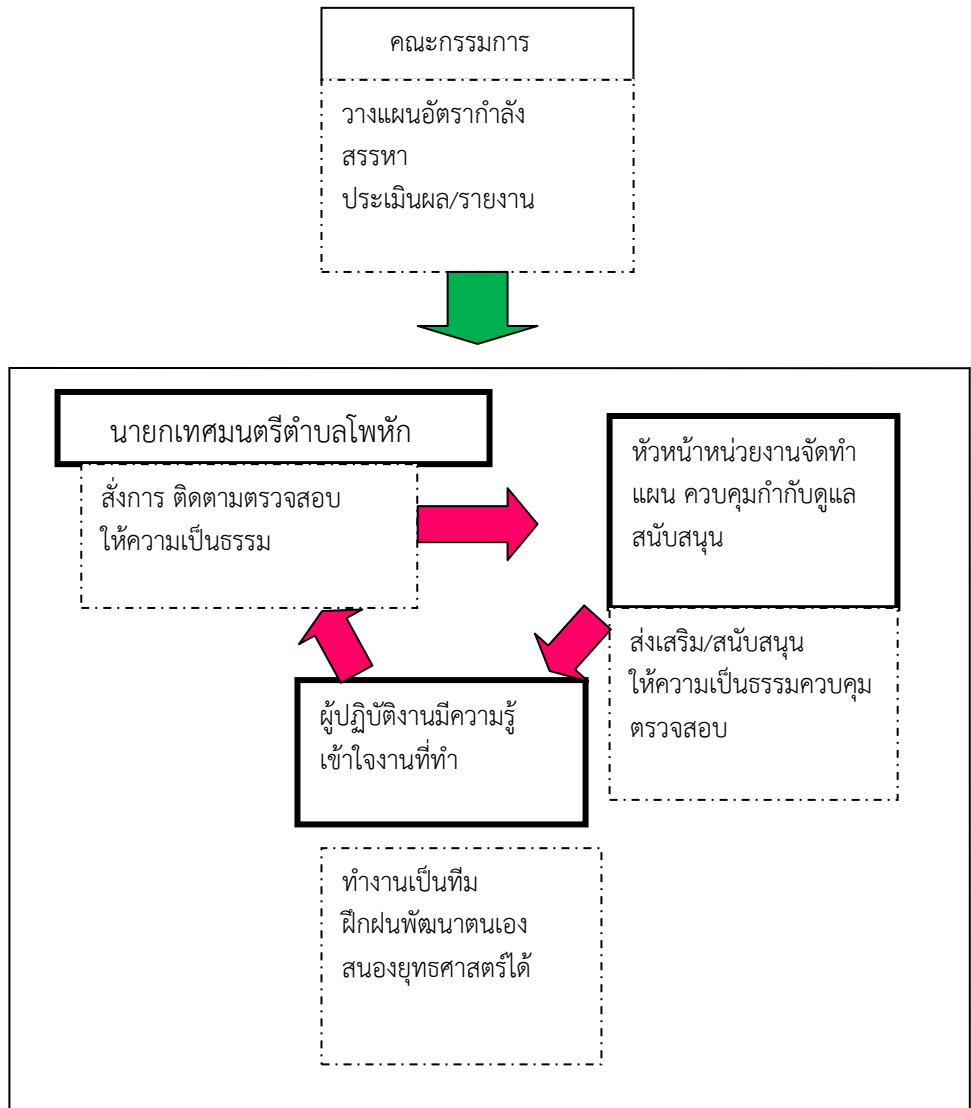 คณะกรรมการ
วางแผนอัตรากำลัง
สรรหา
ประเมินผล/รายงาน
นายกเทศมนตรีตำบลโพหัก
สั่งการ ติดตามตรวจสอบ
ให้ความเป็นธรรม
หัวหน้าหน่วยงานจัดทำ
แผน ควบคุมกำกับดูแล
สนับสนุน
ส่งเสริม/สนับสนุน
ให้ความเป็นธรรมควบคุม
ตรวจสอบ
ผู้ปฏิบัติงานมีความรู้
เข้าใจงานที่ทำ
ทำงานเป็นทีม
ฝึกฝนพัฒนาตนเอง
สนองยุทธศาสตร์ได้